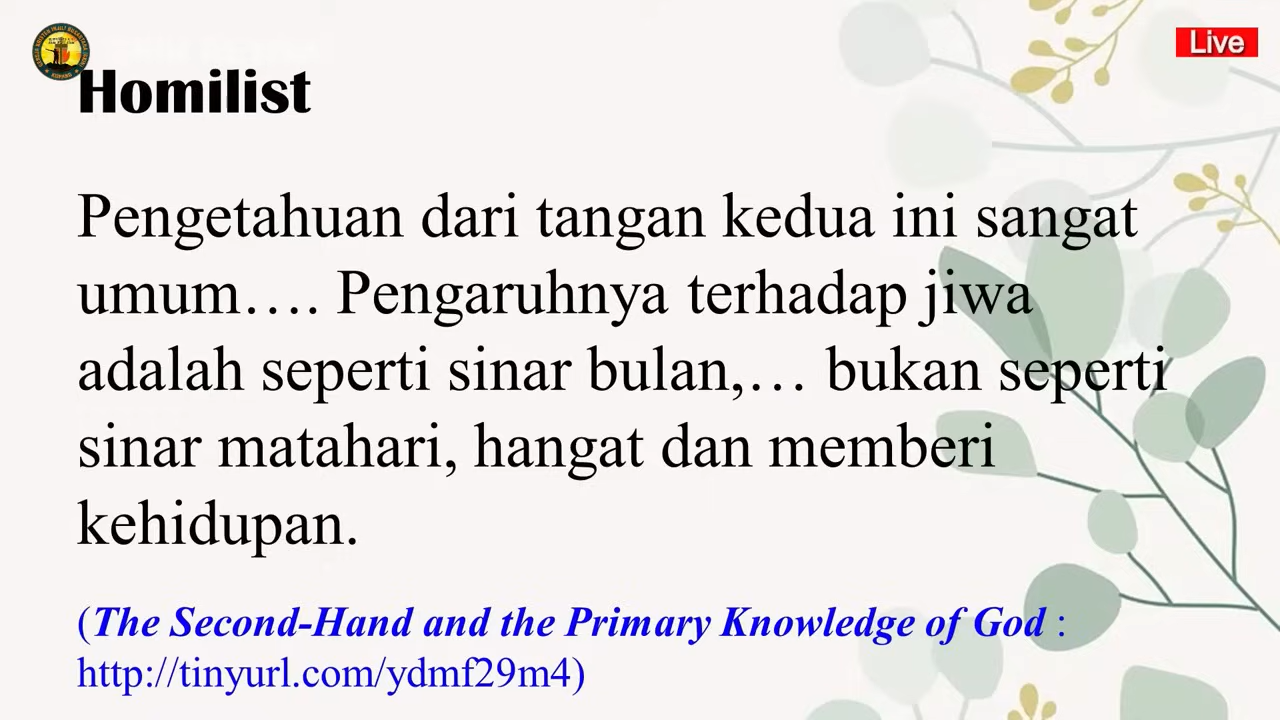 Live
Homilist
Pengetahuan dari tangan kedua ini sangat
umum…. Pengaruhnya terhadap jiwa
adalah seperti sinar bulan,… bukan seperti
sinar matahari, hangat dan memberi
kehidupan.
(The Second-Hand and the Primary Knowledge of God :
http://tinyurl.com/ydmf29m4)